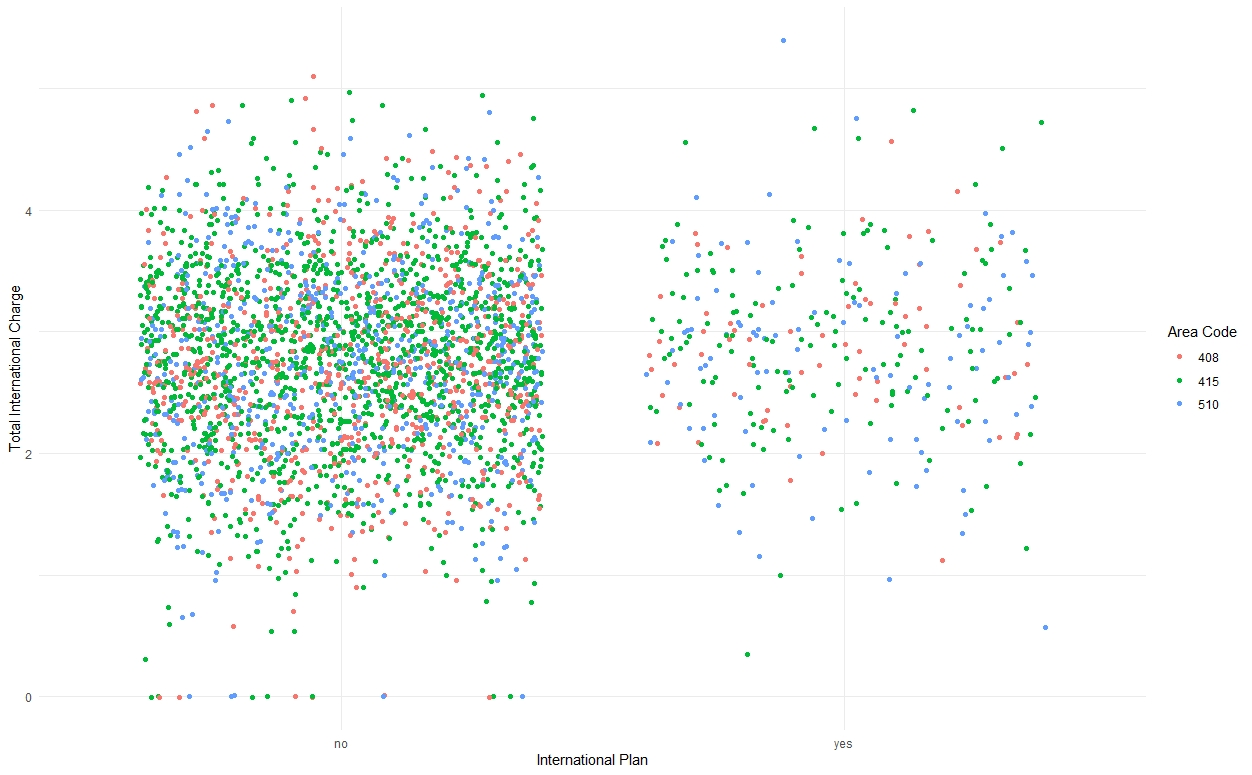 Total International Charge
4
2
0
no
yes
International Plan
Area Code
408
415
510